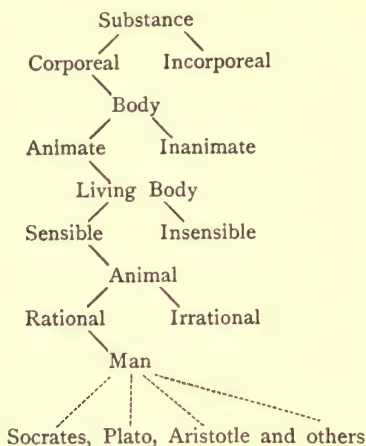 Substance
Corporeal Incorporeal
Body
Animate Inanimate
Living Body
Sensible Insensible
Animal
Rational Irrational
Man
Socrates, Plato, Aristotle and others